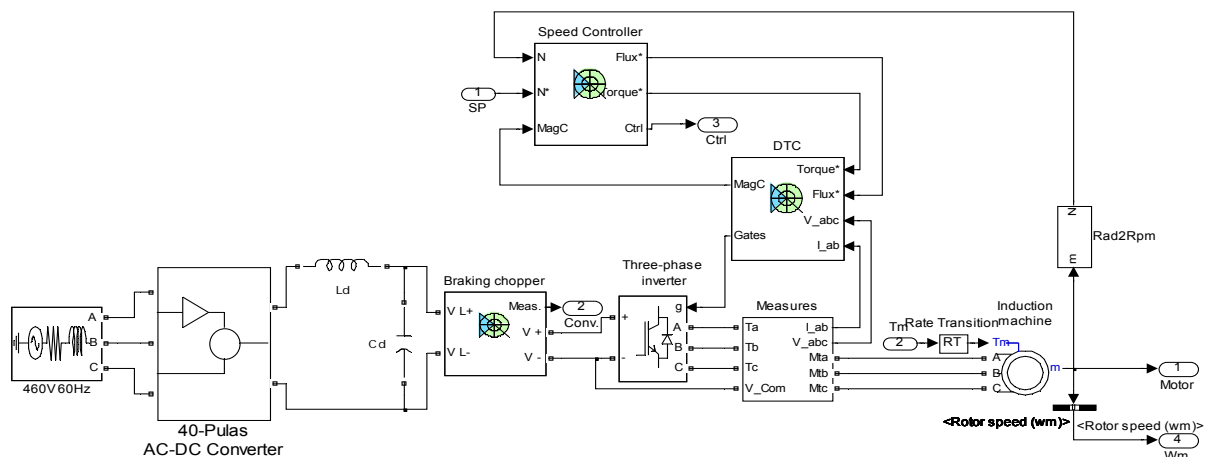 Speed Controller
N
Flux*
1
SP
N*
Torque*
MagC
Ctrl
3
Ctrl
DTC
Torque*
MagC
Flux*
V_abc
Gates
I_ab
N
m
Rad2Rpm
460V 60Hz
A
B
C
40-Pulas
AC-DC Converter
Ld
Cd
Braking chopper
V L+
V L-
Meas.
V +
V -
2
Conv.
Three-phase
inverter
g
+
-
A
B
C
Measures
Ta
Tb
Tc
V_Com
I_ab
V_abc
Mta
Mtb
Mtc
Tm
2
Rate Transition
RT
Induction
machine
Tm
A
B
C
m
1
Motor
<Rotor speed (wm)>
<Rotor speed (wm)>
4
Wm